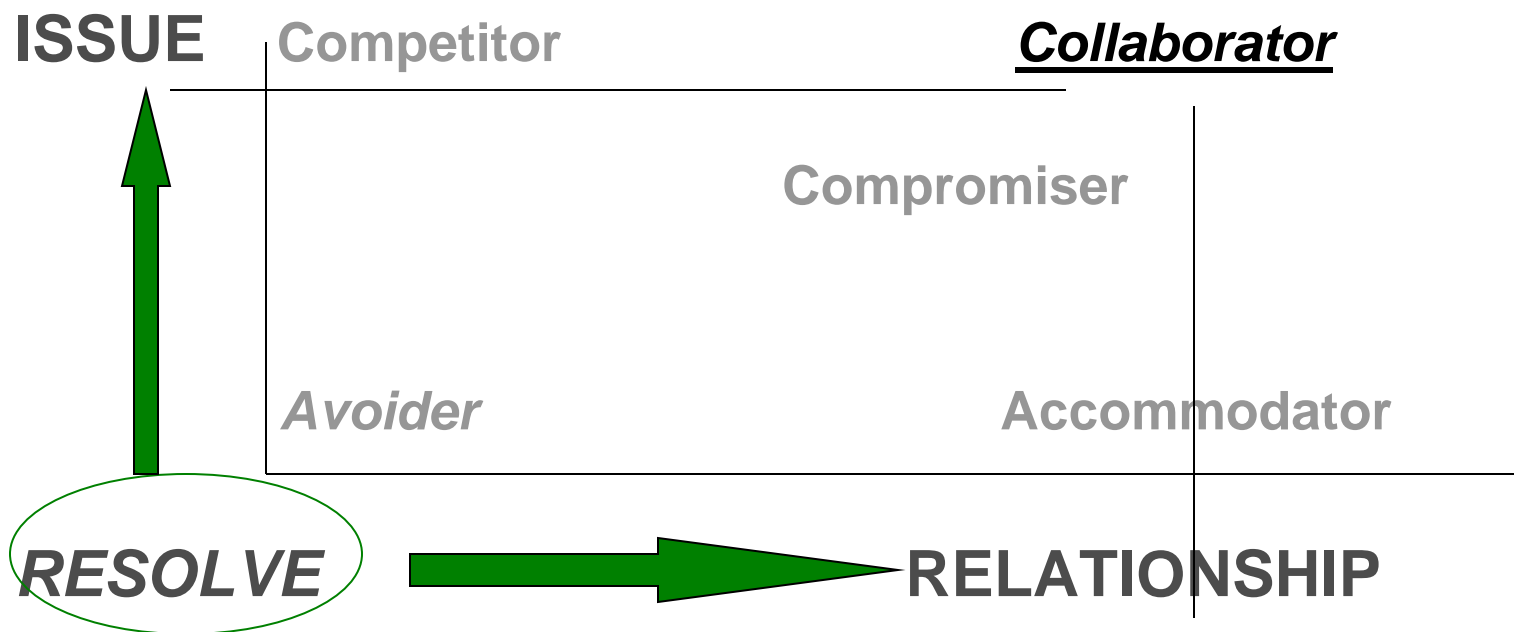 ISSUE Competitor Collaborator
Compromiser
Avoider Accommodator
RESOLVE RELATIONSHIP